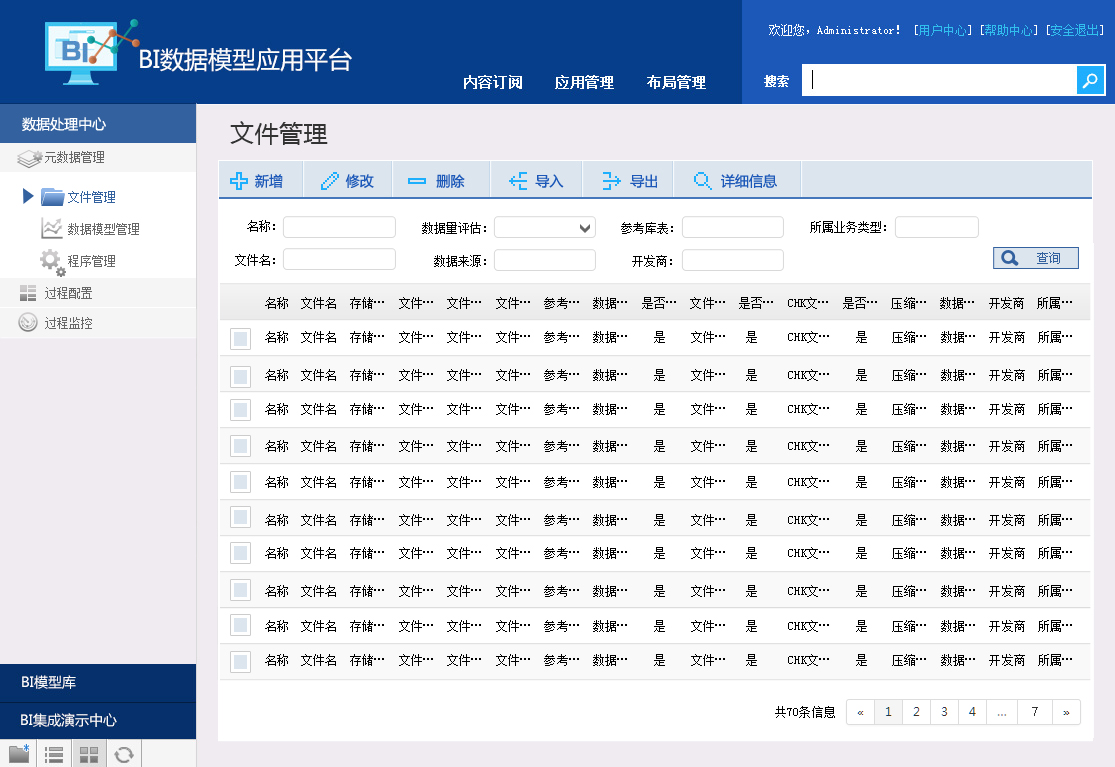 欢迎您，Administrator！ [用户中心] [帮助中心] [安全退出]
BI
BI数据模型应用平台
内容订阅 应用管理 布局管理
搜索
数据处理中心
元数据管理
文件管理
数据模型管理
程序管理
过程配置
过程监控
BI模型库
BI集成演示中心
文件管理
新增 修改 删除 导入 导出 详细信息
名称： 数据量评估： 参考库表： 所属业务类型：
文件名： 数据来源： 开发商： 查询
名称 文件名 存储… 文件… 文件… 文件… 参考… 数据… 是否… 文件… 是否… CHK文… 是否… 压缩… 数据… 开发商 所属…
名称 文件名 存储… 文件… 文件… 文件… 参考… 数据… 是 文件… 是 CHK文… 是 压缩… 数据… 开发商 所属…
名称 文件名 存储… 文件… 文件… 文件… 参考… 数据… 是 文件… 是 CHK文… 是 压缩… 数据… 开发商 所属…
名称 文件名 存储… 文件… 文件… 文件… 参考… 数据… 是 文件… 是 CHK文… 是 压缩… 数据… 开发商 所属…
名称 文件名 存储… 文件… 文件… 文件… 参考… 数据… 是 文件… 是 CHK文… 是 压缩… 数据… 开发商 所属…
名称 文件名 存储… 文件… 文件… 文件… 参考… 数据… 是 文件… 是 CHK文… 是 压缩… 数据… 开发商 所属…
名称 文件名 存储… 文件… 文件… 文件… 参考… 数据… 是 文件… 是 CHK文… 是 压缩… 数据… 开发商 所属…
名称 文件名 存储… 文件… 文件… 文件… 参考… 数据… 是 文件… 是 CHK文… 是 压缩… 数据… 开发商 所属…
名称 文件名 存储… 文件… 文件… 文件… 参考… 数据… 是 文件… 是 CHK文… 是 压缩… 数据… 开发商 所属…
名称 文件名 存储… 文件… 文件… 文件… 参考… 数据… 是 文件… 是 CHK文… 是 压缩… 数据… 开发商 所属…
名称 文件名 存储… 文件… 文件… 文件… 参考… 数据… 是 文件… 是 CHK文… 是 压缩… 数据… 开发商 所属…
共70条信息 « 1 2 3 4 ... 7 »